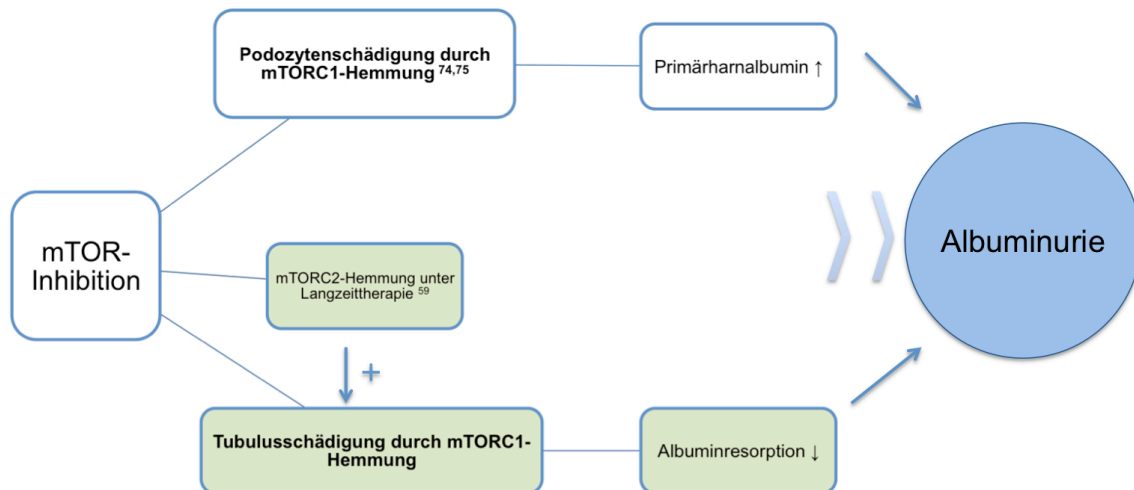 Podozytenschädigung durch
mTORC1-Hemmung 74,75
Primärharnalbumin ↑
mTOR-
Inhibition
mTORC2-Hemmung unter
Langzeittherapie 59
+
Albuminurie
Tubulusschädigung durch mTORC1-
Hemmung
Albuminresorption ↓